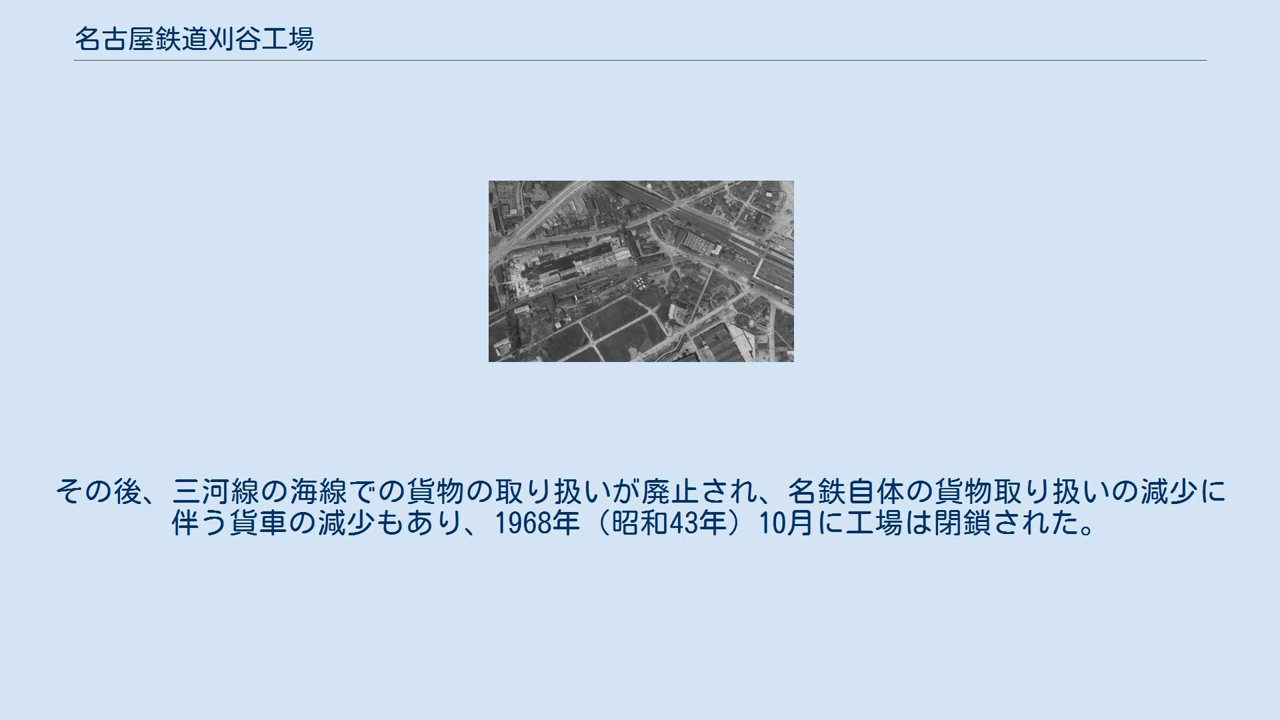 名古屋鉄道刈谷工場
その後、三河線の海線での貨物の取り扱いが廃止され、名鉄自体の貨物取り扱いの減少に
伴う貨車の減少もあり、1968年（昭和43年）10月に工場は閉鎖された。